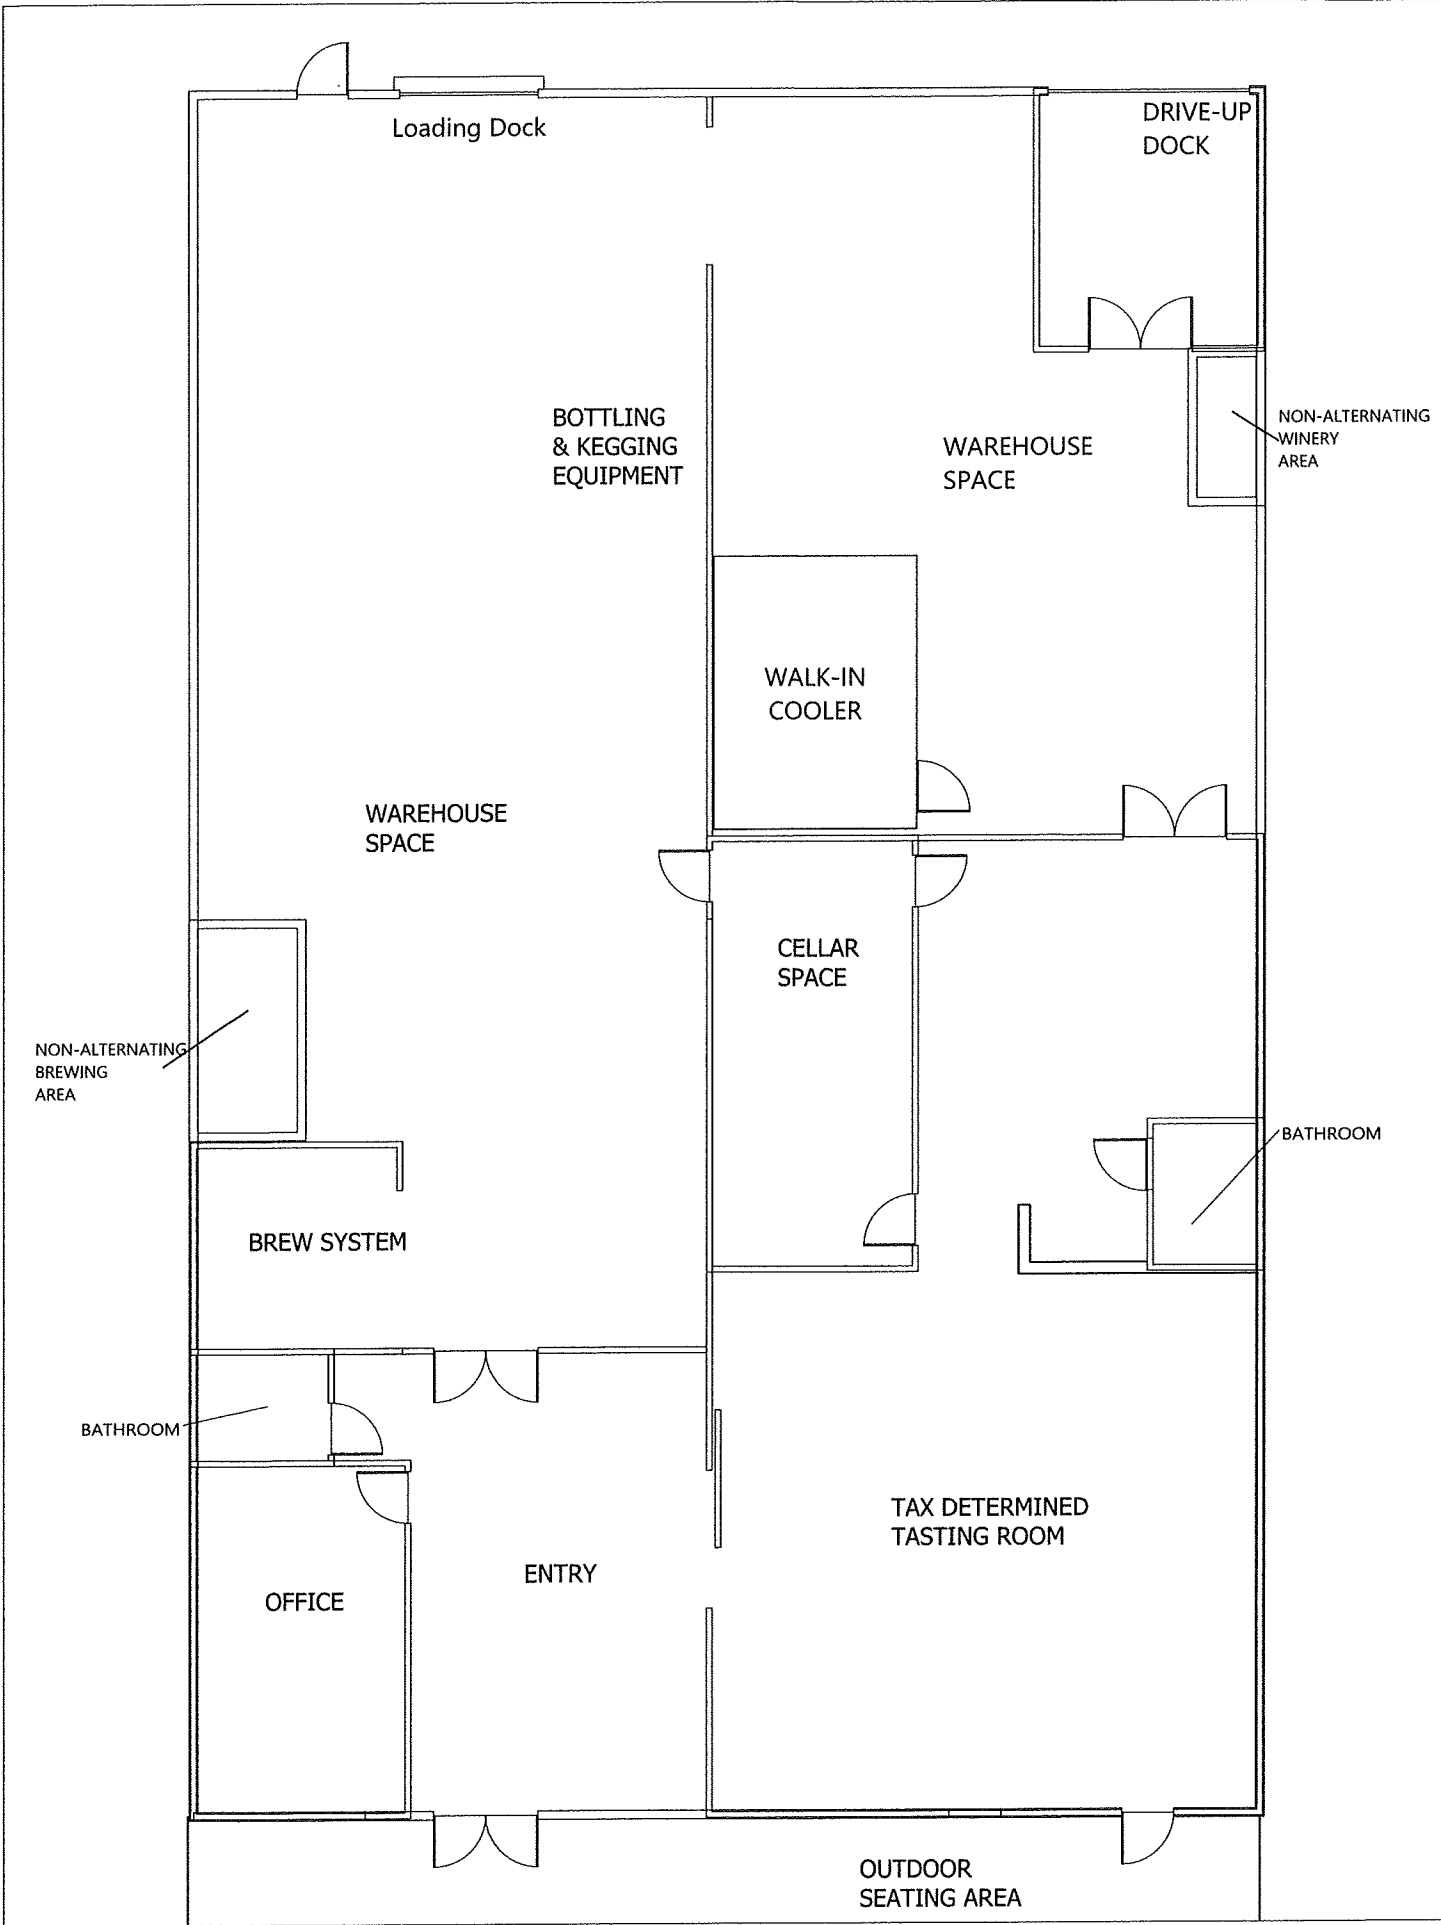 Loading Dock
DRIVE-UP
DOCK
BOTTLING
& KEGGING
EQUIPMENT
WAREHOUSE
SPACE
NON-ALTERNATING
WINERY
AREA
WALK-IN
COOLER
WAREHOUSE
SPACE
CELLAR
SPACE
NON-ALTERNATING
BREWING
AREA
BATHROOM
BREW SYSTEM
BATHROOM
TAX DETERMINED
TASTING ROOM
ENTRY
OFFICE
OUTDOOR
SEATING AREA